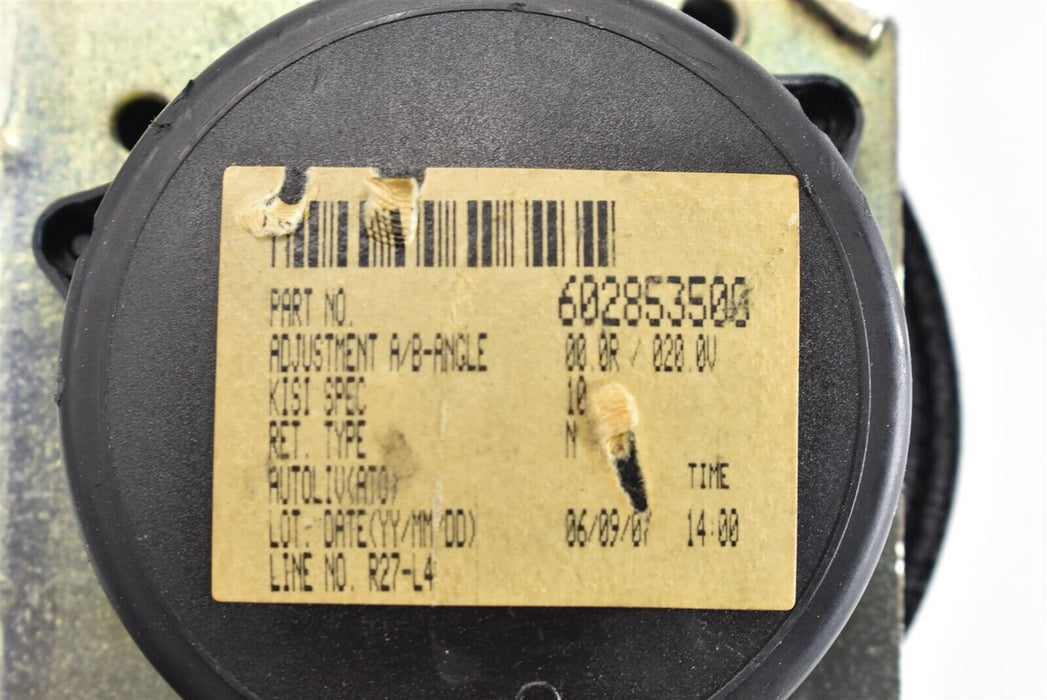 PART NO. 602853500
ADJUSTMENT A/B-ANGLE 00.0R / 020.0V
KISI SPEC 10
RET. TYPE M
AUTOLIV(ATO) TIME
LOT: DATE(YY/MM/DD) 06/09/07 14:00
LINE NO. R27-L4